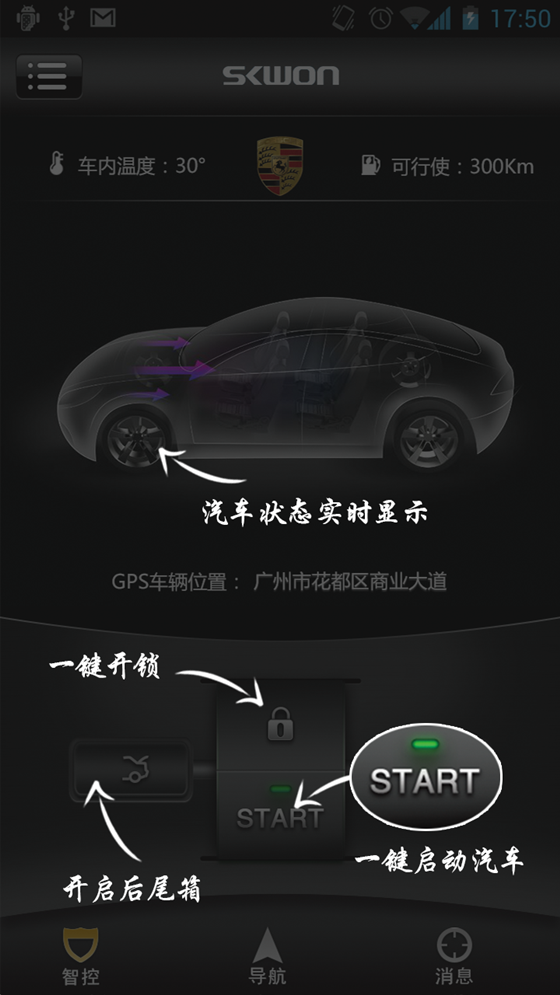 17:50
SKWON
车内温度：30°
可行使：300Km
汽车状态实时显示
GPS车辆位置： 广州市花都区商业大道
一键开锁
START
START
一键启动汽车
开启后尾箱
智控
导航
消息